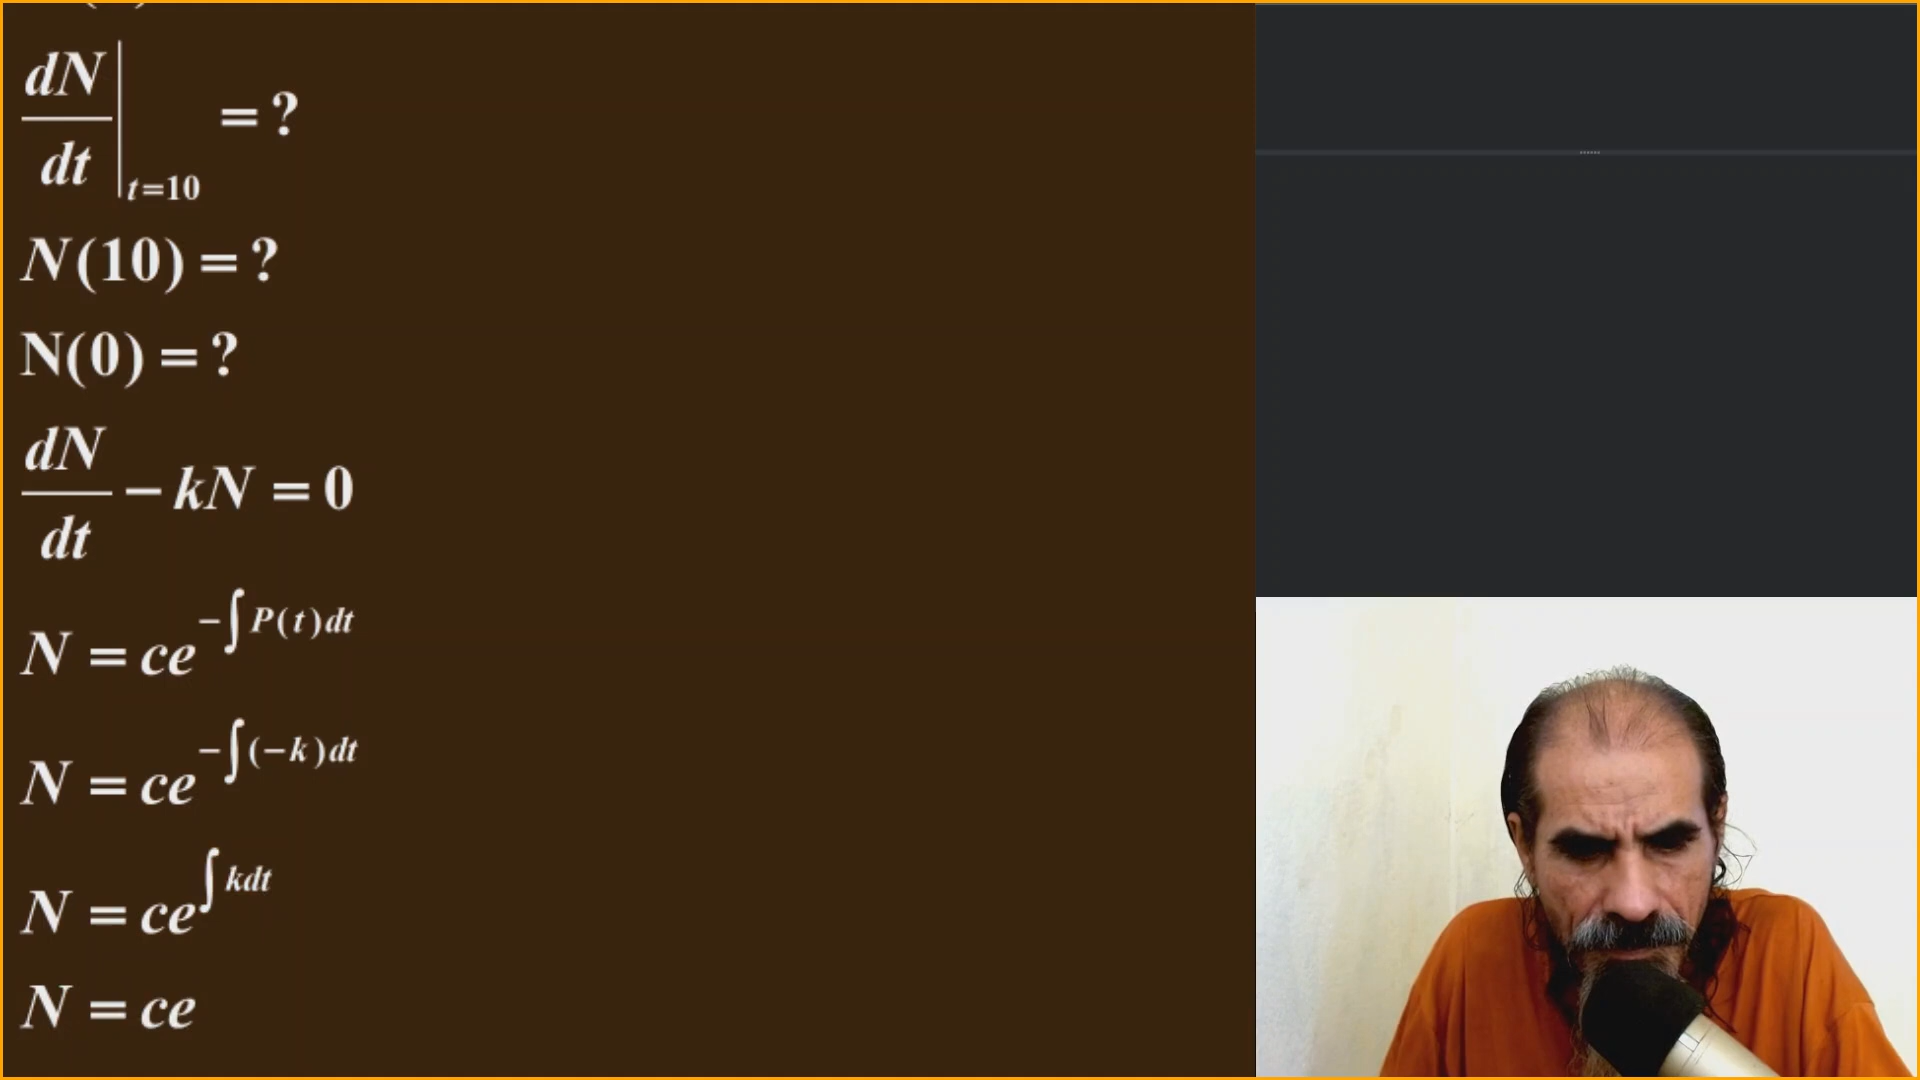 dN/dt|t=10 = ?
N(10) = ?
N(0) = ?
dN/dt − kN = 0
N = ce^−∫P(t)dt
N = ce^−∫(−k)dt
N = ce^∫kdt
N = ce